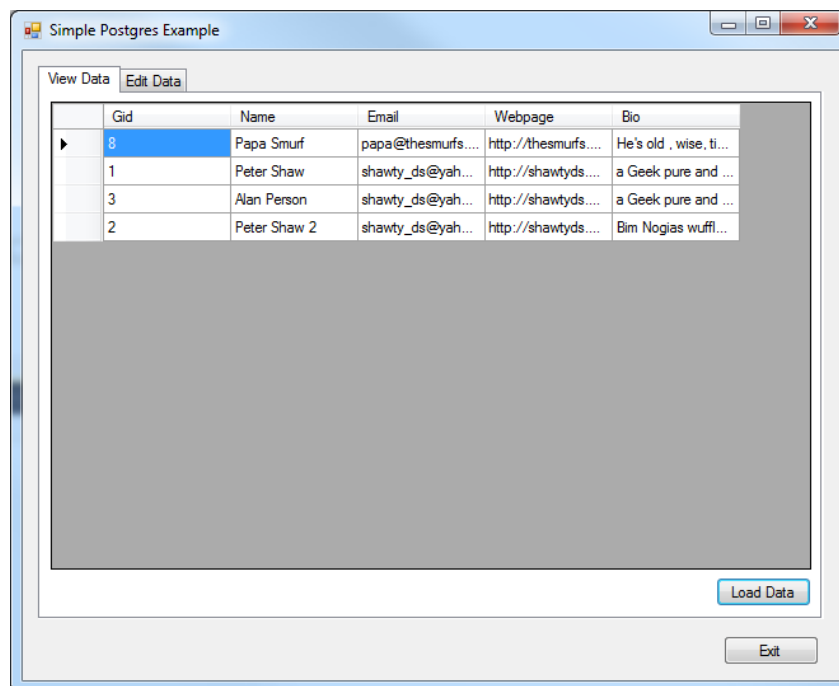 Simple Postgres Example
View Data Edit Data
Gid Name Email Webpage Bio
8 Papa Smurf papa@thesmurfs.... http://thesmurfs.... He's old , wise, ti...
1 Peter Shaw shawty_ds@yah... http://shawtyds.... a Geek pure and ...
3 Alan Person shawty_ds@yah... http://shawtyds.... a Geek pure and ...
2 Peter Shaw 2 shawty_ds@yah... http://shawtyds.... Bim Nogias wuffl...
Load Data
Exit